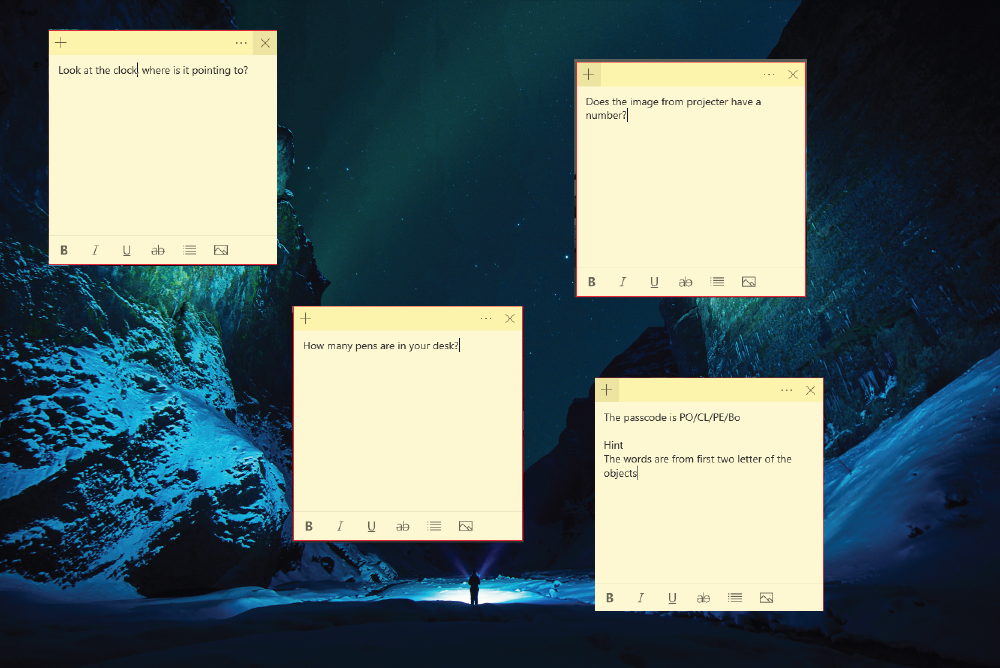 Look at the clock, where is it pointing to?
B I U ab
Does the image from projecter have a
number?
B I U ab
How many pens are in your desk?
B I U ab
The passcode is PO/CL/PE/Bo
Hint
The words are from first two letter of the
objects
B I U ab